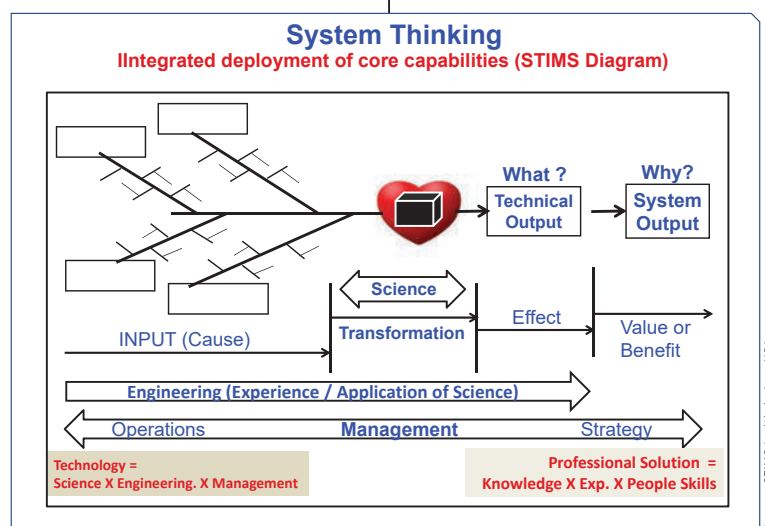 System Thinking
IIntegrated deployment of core capabilities (STIMS Diagram)
What ?
Why?
Technical
Output
System
Output
Science
INPUT (Cause)
Transformation
Effect
Value or
Benefit
Engineering (Experience / Application of Science)
Operations
Management
Strategy
Technology =
Science X Engineering. X Management
Professional Solution =
Knowledge X Exp. X People Skills